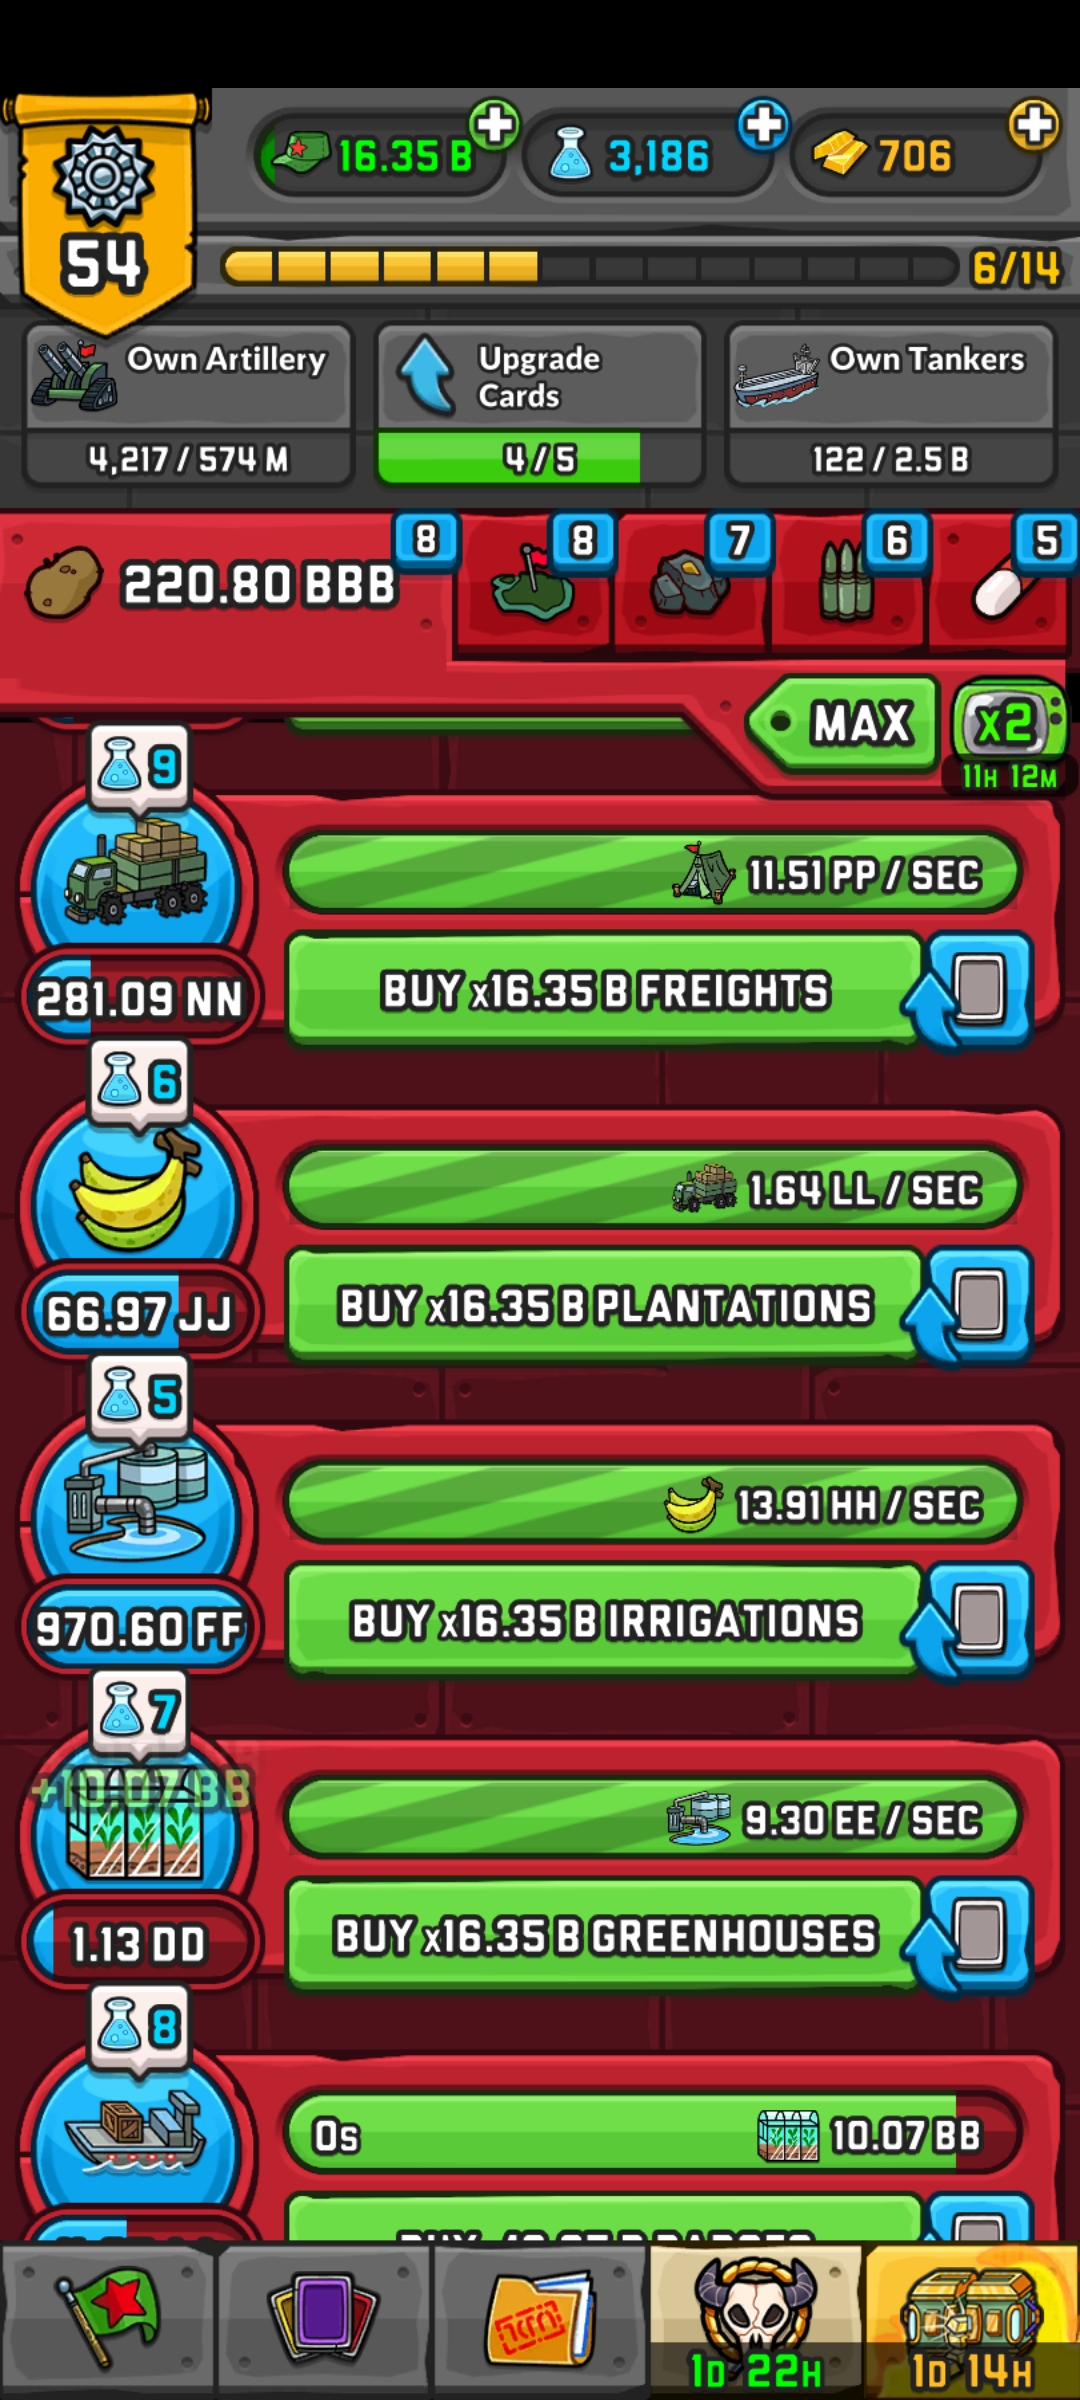 16.35 B
3,186
706
54
6/14
Own Artillery
4,217 / 574 M
Upgrade
Cards
4 / 5
Own Tankers
122 / 2.5 B
220.80 BBB
8
8
7
6
5
MAX
x2
11H 12M
9
11.51 PP / SEC
281.09 NN
BUY x16.35 B FREIGHTS
6
1.64 LL / SEC
66.97 JJ
BUY x16.35 B PLANTATIONS
5
13.91 HH / SEC
970.60 FF
BUY x16.35 B IRRIGATIONS
7
+10.07 BB
9.30 EE / SEC
1.13 DD
BUY x16.35 B GREENHOUSES
8
0s
10.07 BB
1D 22H
1D 14H